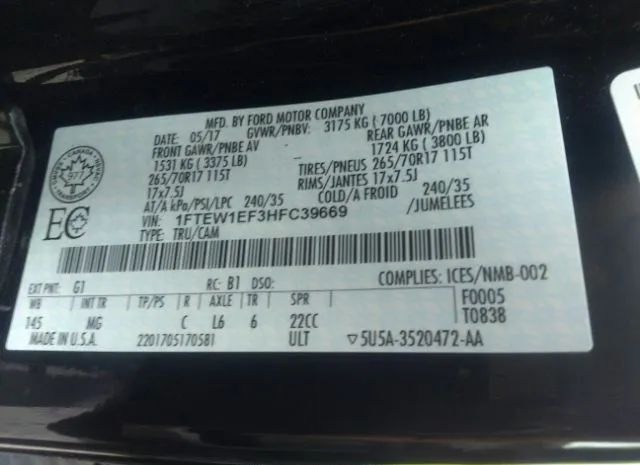 MFD. BY FORD MOTOR COMPANY
DATE: 05/17 GVWR/PNBV: 3175 KG ( 7000 LB)
FRONT GAWR/PNBE AV REAR GAWR/PNBE AR
1531 KG ( 3375 LB) 1724 KG ( 3800 LB)
265/70R17 115T TIRES/PNEUS 265/70R17 115T
17x7.5J RIMS/JANTES 17x7.5J
AT/A kPa/PSI/LPC 240/35 COLD/A FROID 240/35
VIN: 1FTEW1EF3HFC39669 /JUMELEES
TYPE: TRU/CAM
CANADA
977
TRANSPORT
EC
EXT PNT: G1 RC: B1 DSO: COMPLIES: ICES/NMB-002
WB INT TR TP/PS R AXLE TR SPR F0005
145 MG C L6 6 22CC T0838
MADE IN U.S.A. 2201705170581 ULT ▽5U5A-3520472-AA